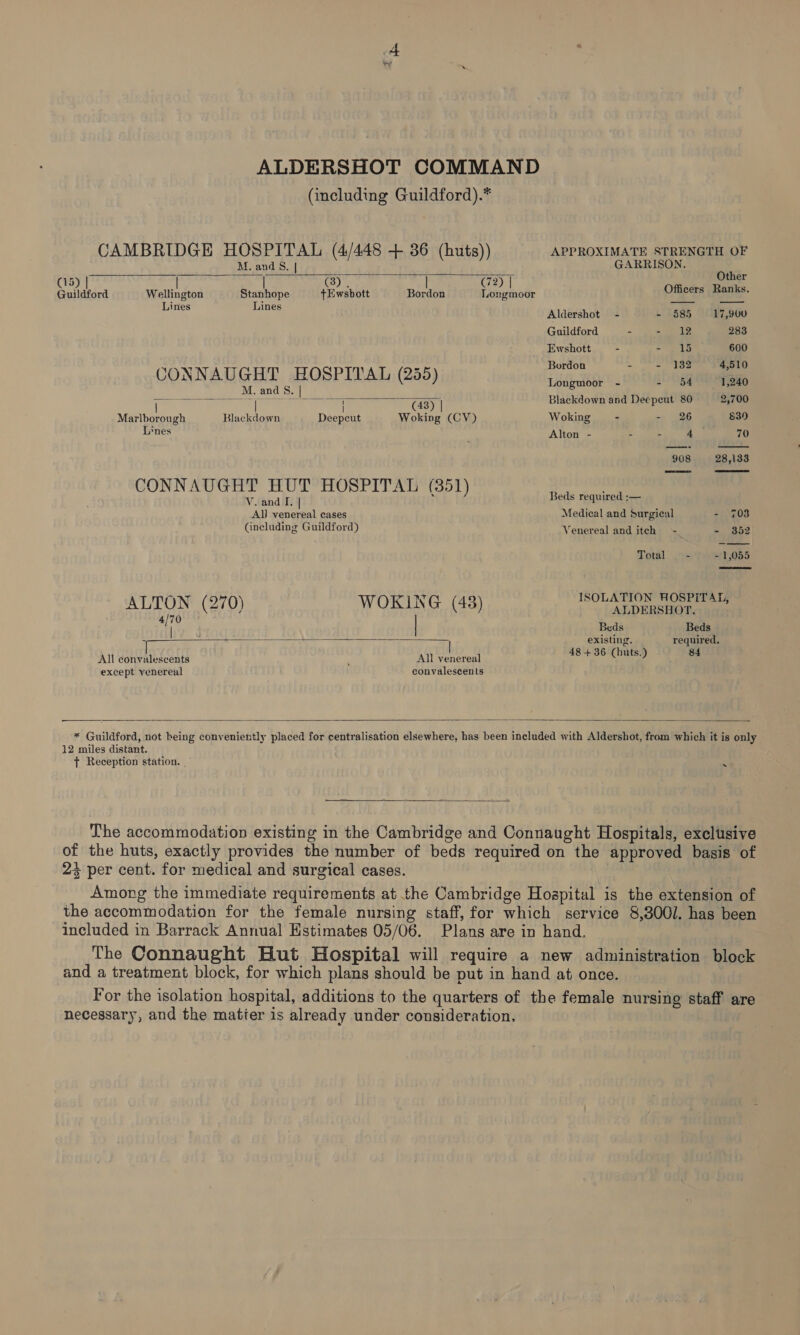 4
ALDERSHOT COMMAND
(including Guildford).*
CAMBRIDGE HOSPITAL (4/448 + 36 (huts))
M. and S.
(15) (3) (72)
Guildford Wellington Lines Stanhope Lines †Ewshott Bordon Longmoor
CONNAUGHT HOSPITAL (255)
M. and S.
(43)
Marlborough Lines Blackdown Deepcut Woking (CV)
CONNAUGHT HUT HOSPITAL (351)
V. and I.
All venereal cases
(including Guildford)
ALTON (270) WOKING (43)
4/70
All convalescents All venereal
except venereal convalescents
APPROXIMATE STRENGTH OF
GARRISON.
Officers Other Ranks.
Aldershot - - 585 17,900
Guildford - - 12 283
Ewshott - - 15 600
Bordon - - 132 4,510
Longmoor - - 54 1,240
Blackdown and Deepcut 80 2,700
Woking - - 26 830
Alton - - - 4 70
908 28,133
Beds required :—
Medical and Surgical - 703
Venereal and itch - - 352
Total - - 1,055
ISOLATION HOSPITAL,
ALDERSHOT.
Beds Beds
existing. required.
48 + 36 (huts.) 84
* Guildford, not being conveniently placed for centralisation elsewhere, has been included with Aldershot, from which it is only
12 miles distant.
† Reception station.
The accommodation existing in the Cambridge and Connaught Hospitals, exclusive
of the huts, exactly provides the number of beds required on the approved basis of
2½ per cent. for medical and surgical cases.
Among the immediate requirements at the Cambridge Hospital is the extension of
the accommodation for the female nursing staff, for which service 8,300l. has been
included in Barrack Annual Estimates 05/06. Plans are in hand.
The Connaught Hut Hospital will require a new administration block
and a treatment block, for which plans should be put in hand at once.
For the isolation hospital, additions to the quarters of the female nursing staff are
necessary, and the matter is already under consideration.